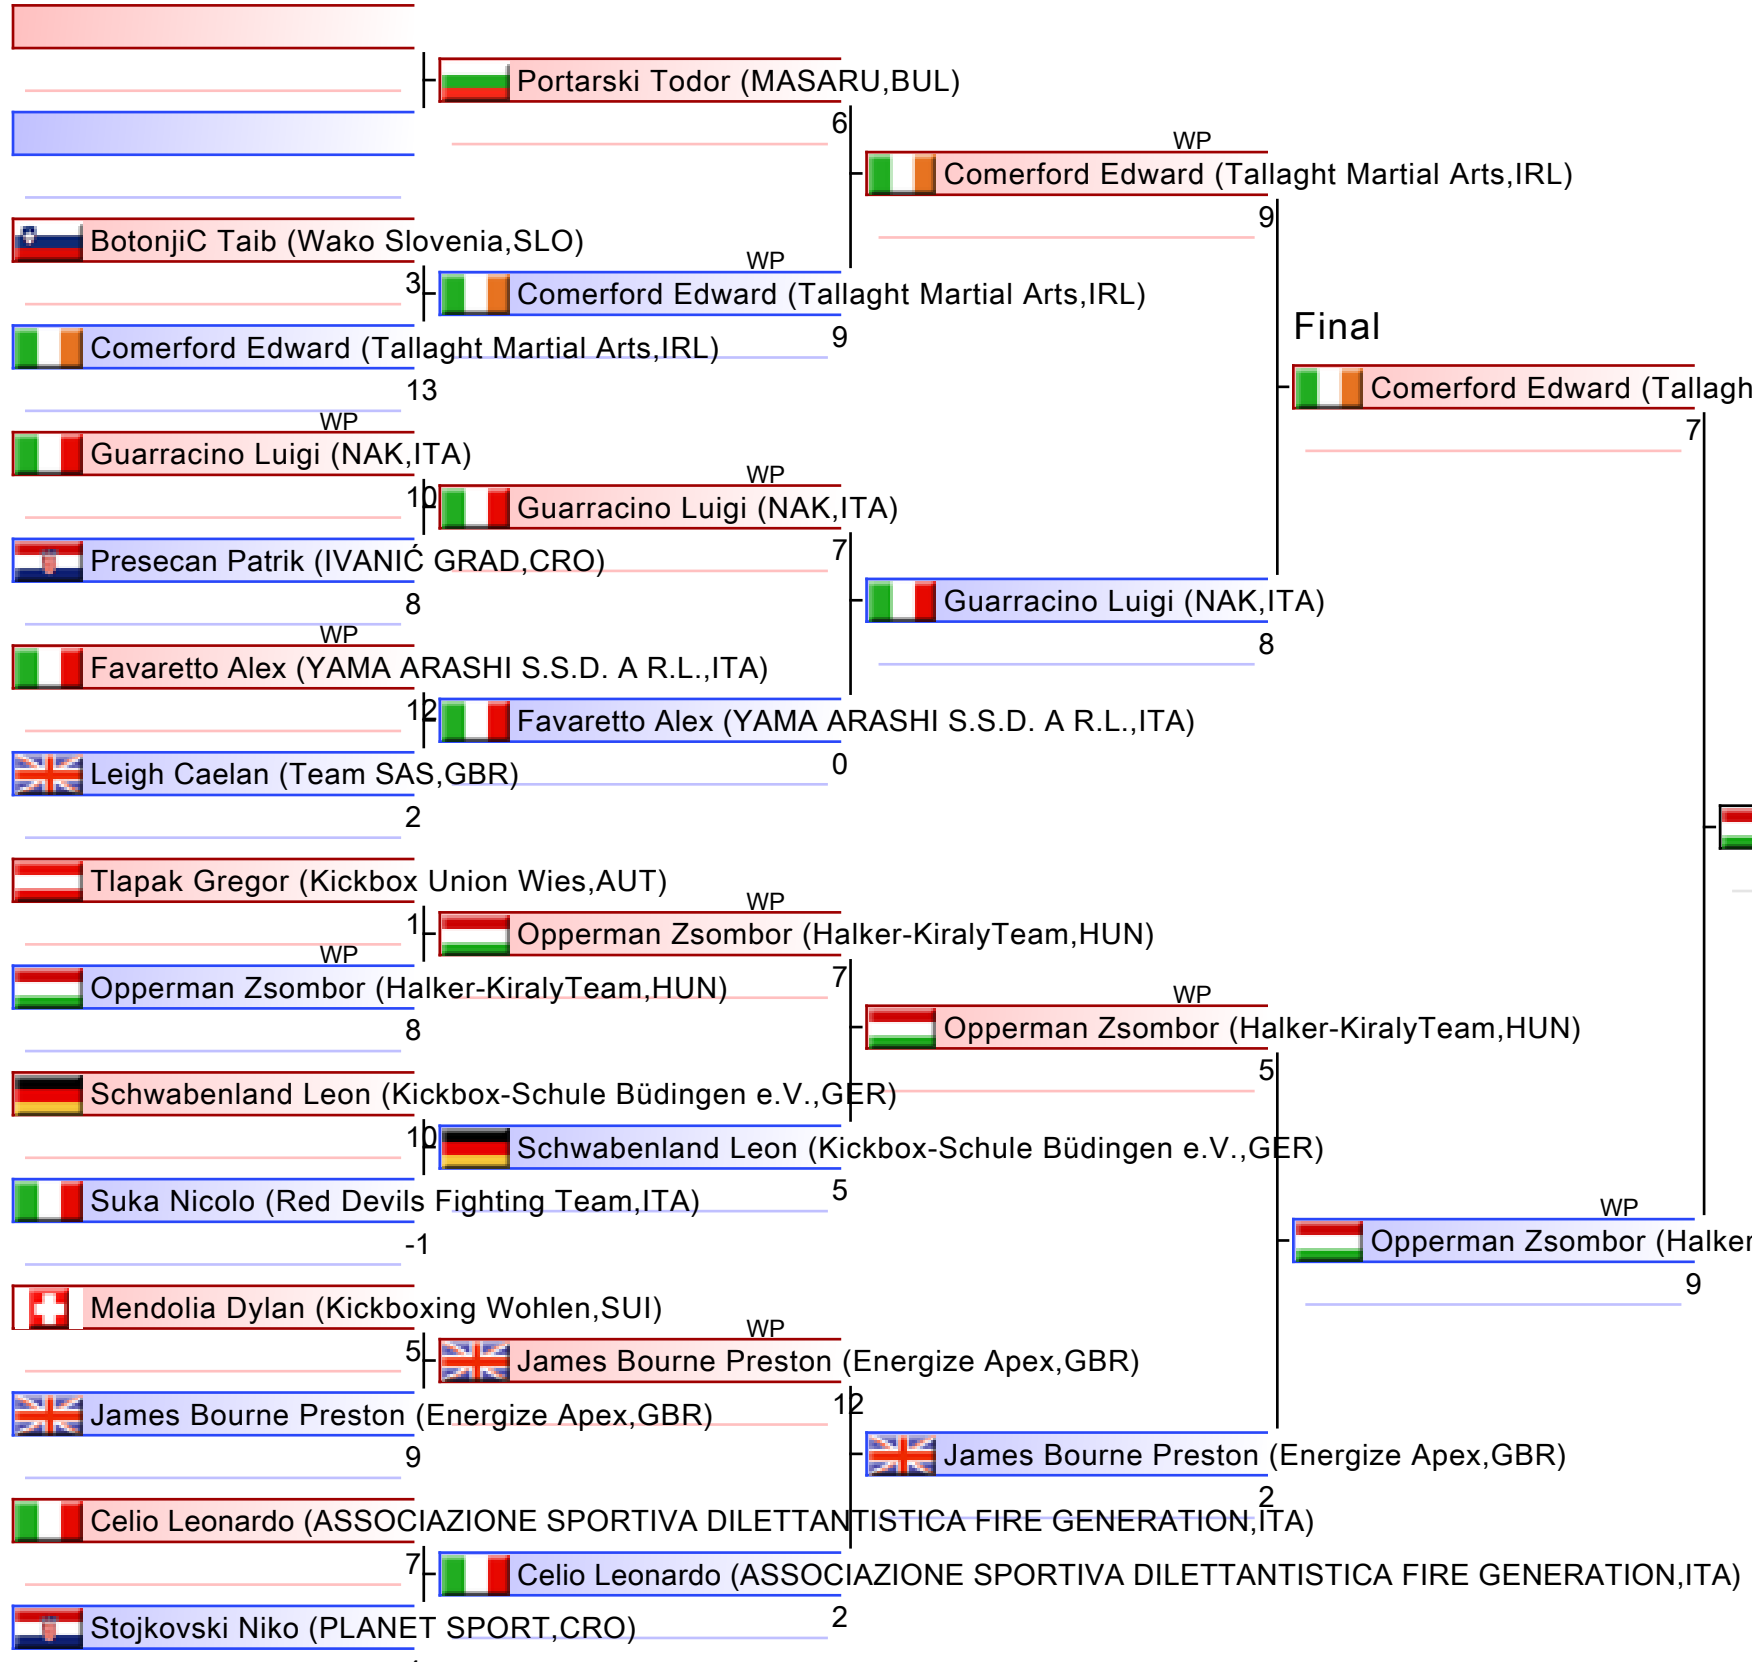 Portarski Todor (MASARU,BUL)
6
WP
Comerford Edward (Tallaght Martial Arts,IRL)
9
BotonjiC Taib (Wako Slovenia,SLO)
3
WP
Comerford Edward (Tallaght Martial Arts,IRL)
9
Comerford Edward (Tallaght Martial Arts,IRL)
13
Final
Comerford Edward (Tallagh
7
WP
Guarracino Luigi (NAK,ITA)
10
WP
Guarracino Luigi (NAK,ITA)
7
Presecan Patrik (IVANIĆ GRAD,CRO)
8
Guarracino Luigi (NAK,ITA)
8
WP
Favaretto Alex (YAMA ARASHI S.S.D. A R.L.,ITA)
12
Favaretto Alex (YAMA ARASHI S.S.D. A R.L.,ITA)
0
Leigh Caelan (Team SAS,GBR)
2
Tlapak Gregor (Kickbox Union Wies,AUT)
1
WP
Opperman Zsombor (Halker-KiralyTeam,HUN)
7
WP
Opperman Zsombor (Halker-KiralyTeam,HUN)
8
WP
Opperman Zsombor (Halker-KiralyTeam,HUN)
5
Schwabenland Leon (Kickbox-Schule Büdingen e.V.,GER)
10
Schwabenland Leon (Kickbox-Schule Büdingen e.V.,GER)
5
Suka Nicolo (Red Devils Fighting Team,ITA)
-1
WP
Opperman Zsombor (Halker
9
Mendolia Dylan (Kickboxing Wohlen,SUI)
5
WP
James Bourne Preston (Energize Apex,GBR)
12
James Bourne Preston (Energize Apex,GBR)
9
James Bourne Preston (Energize Apex,GBR)
2
Celio Leonardo (ASSOCIAZIONE SPORTIVA DILETTANTISTICA FIRE GENERATION,ITA)
7
Celio Leonardo (ASSOCIAZIONE SPORTIVA DILETTANTISTICA FIRE GENERATION,ITA)
2
Stojkovski Niko (PLANET SPORT,CRO)